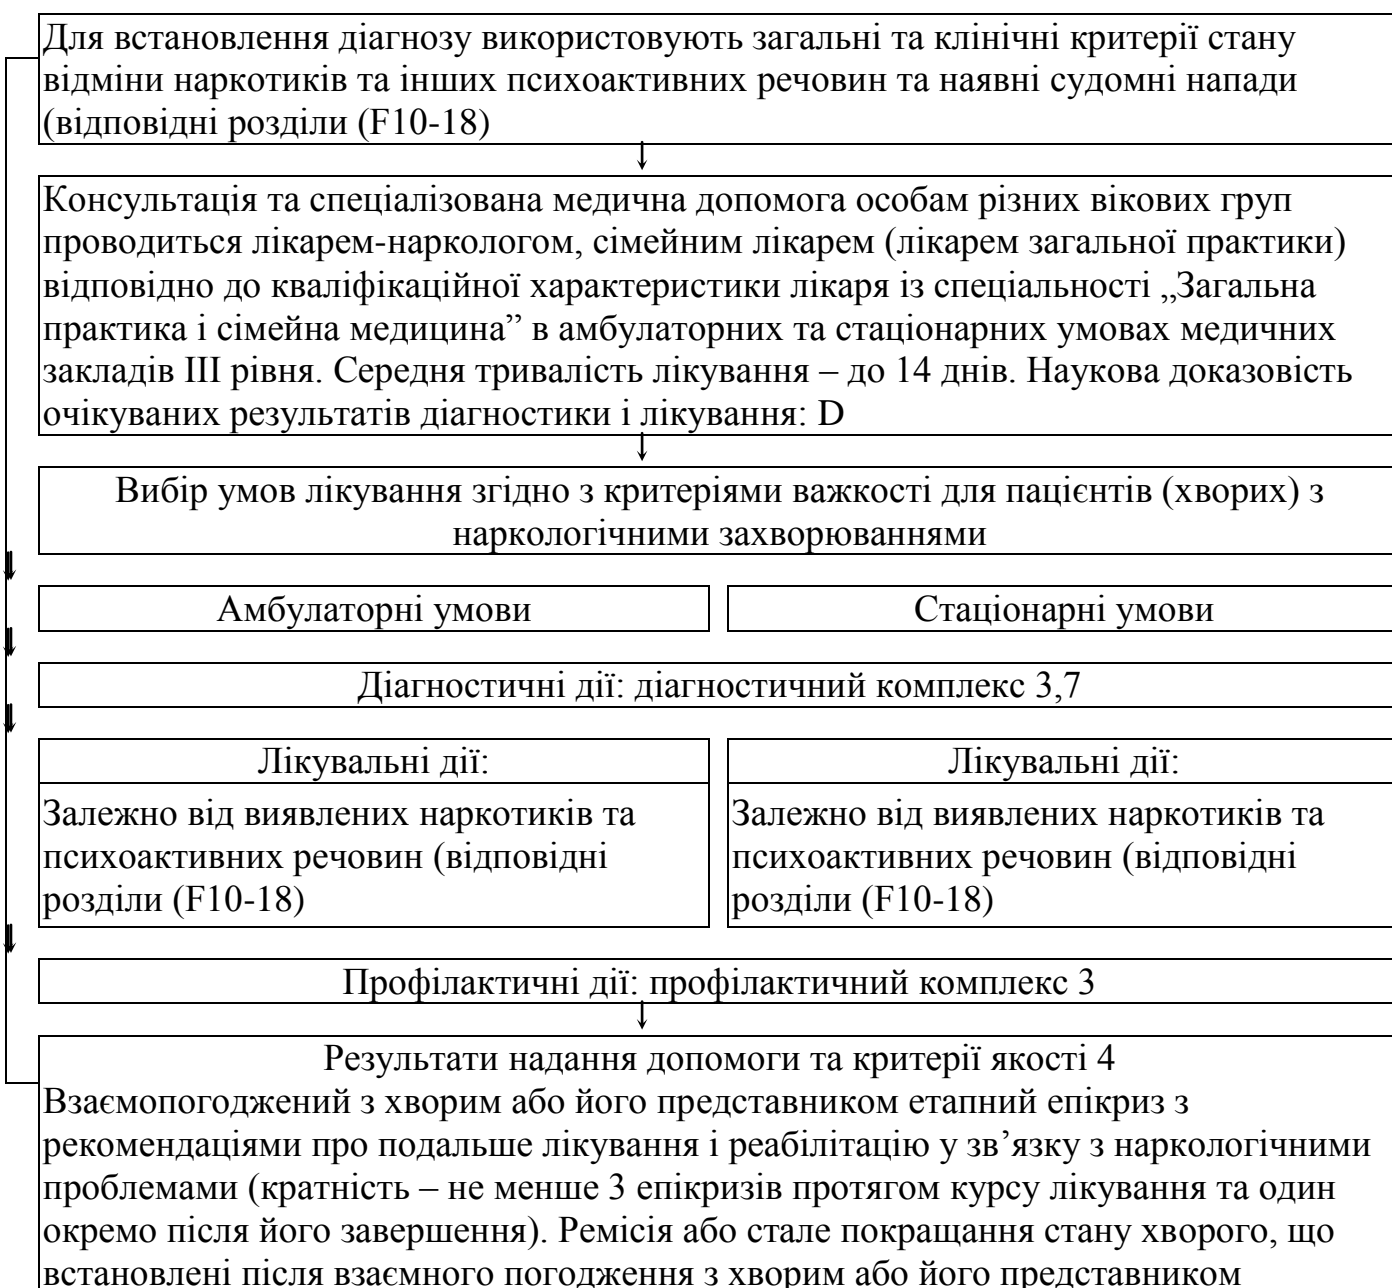 Для встановлення діагнозу використовують загальні та клінічні критерії стану
відміни наркотиків та інших психоактивних речовин та наявні судомні напади
(відповідні розділи (F10-18)
Консультація та спеціалізована медична допомога особам різних вікових груп
проводиться лікарем-наркологом, сімейним лікарем (лікарем загальної практики)
відповідно до кваліфікаційної характеристики лікаря із спеціальності „Загальна
практика і сімейна медицина” в амбулаторних та стаціонарних умовах медичних
закладів III рівня. Середня тривалість лікування – до 14 днів. Наукова доказовість
очікуваних результатів діагностики і лікування: D
Вибір умов лікування згідно з критеріями важкості для пацієнтів (хворих) з
наркологічними захворюваннями
Амбулаторні умови
Стаціонарні умови
Діагностичні дії: діагностичний комплекс 3,7
Лікувальні дії:
Залежно від виявлених наркотиків та
психоактивних речовин (відповідні
розділи (F10-18)
Лікувальні дії:
Залежно від виявлених наркотиків та
психоактивних речовин (відповідні
розділи (F10-18)
Профілактичні дії: профілактичний комплекс 3
Результати надання допомоги та критерії якості 4
Взаємопогоджений з хворим або його представником етапний епікриз з
рекомендаціями про подальше лікування і реабілітацію у зв’язку з наркологічними
проблемами (кратність – не менше 3 епікризів протягом курсу лікування та один
окремо після його завершення). Ремісія або стале покращання стану хворого, що
встановлені після взаємного погодження з хворим або його представником